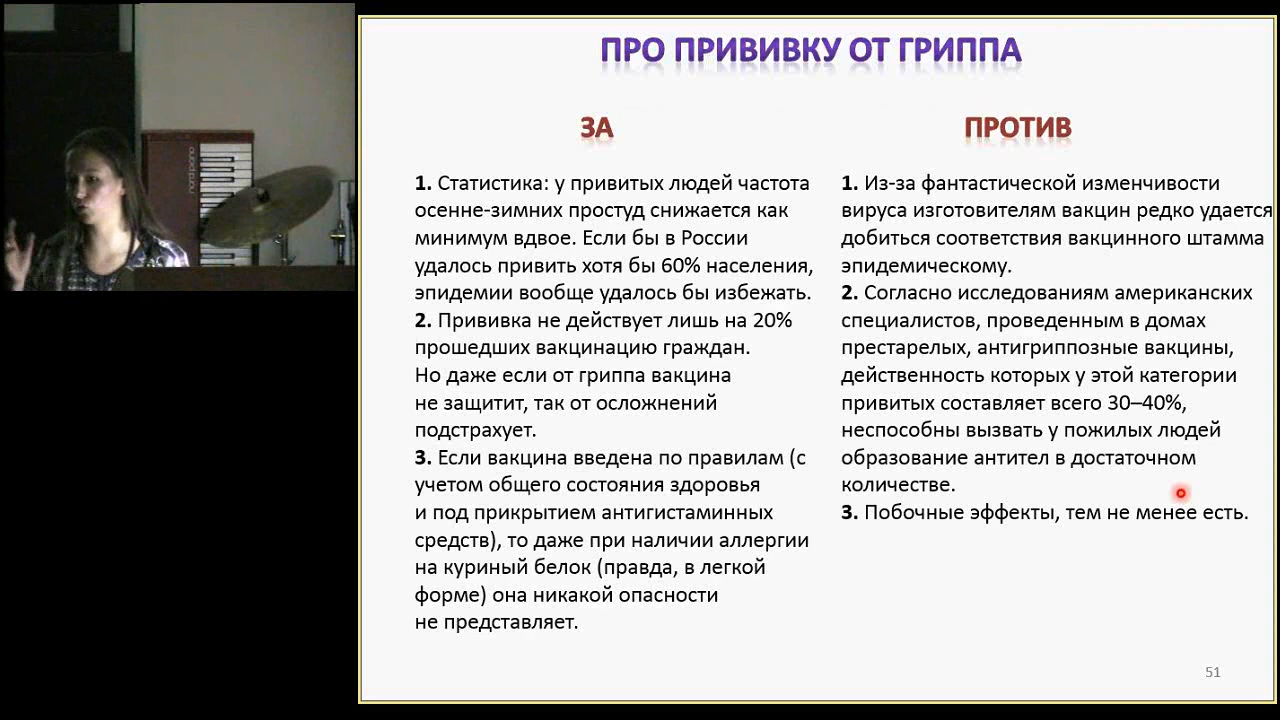 ПРО ПРИВИВКУ ОТ ГРИППА
ЗА
1. Статистика: у привитых людей частота
осенне-зимних простуд снижается как
минимум вдвое. Если бы в России
удалось привить хотя бы 60% населения,
эпидемии вообще удалось бы избежать.
2. Прививка не действует лишь на 20%
прошедших вакцинацию граждан.
Но даже если от гриппа вакцина
не защитит, так от осложнений
подстрахует.
3. Если вакцина введена по правилам (с
учетом общего состояния здоровья
и под прикрытием антигистаминных
средств), то даже при наличии аллергии
на куриный белок (правда, в легкой
форме) она никакой опасности
не представляет.
ПРОТИВ
1. Из-за фантастической изменчивости
вируса изготовителям вакцин редко удается
добиться соответствия вакцинного штамма
эпидемическому.
2. Согласно исследованиям американских
специалистов, проведенным в домах
престарелых, антигриппозные вакцины,
действенность которых у этой категории
привитых составляет всего 30–40%,
неспособны вызвать у пожилых людей
образование антител в достаточном
количестве.
3. Побочные эффекты, тем не менее есть.
51
nord piano